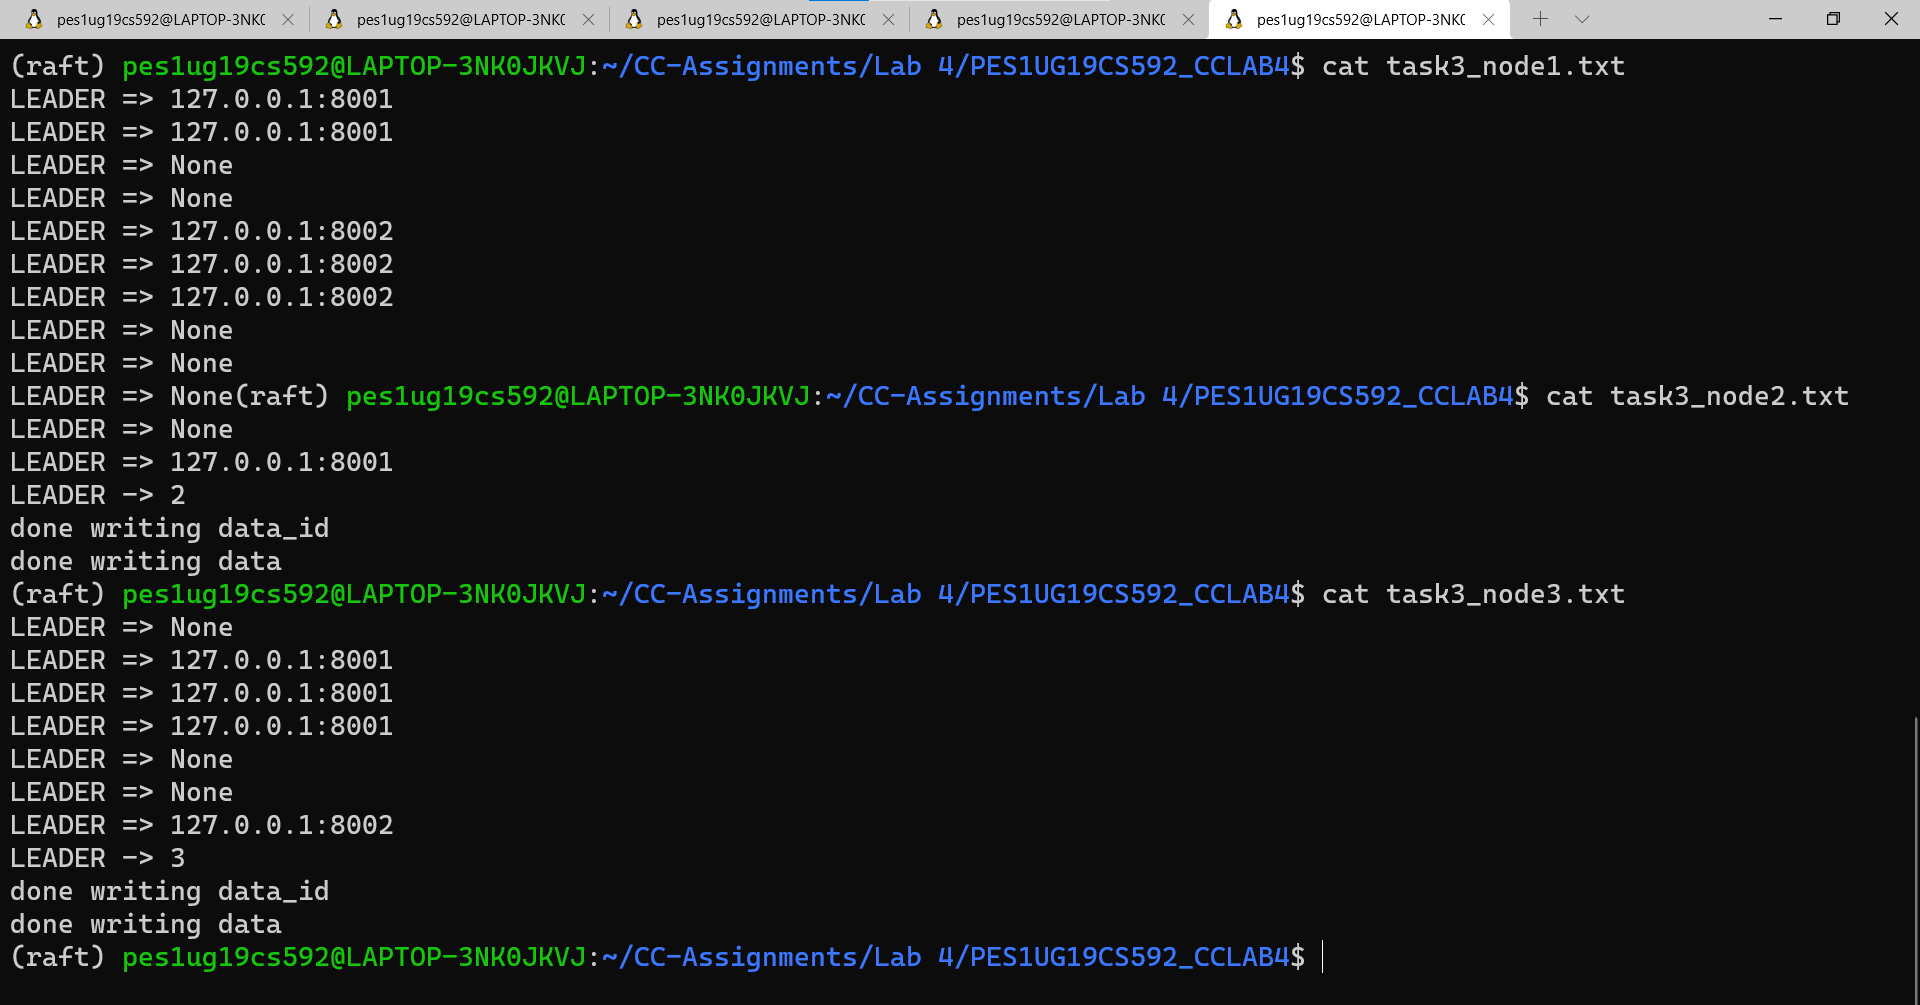 pes1ug19cs592@LAPTOP-3NK0 pes1ug19cs592@LAPTOP-3NK0 pes1ug19cs592@LAPTOP-3NK0 pes1ug19cs592@LAPTOP-3NK0 pes1ug19cs592@LAPTOP-3NK0
(raft) pes1ug19cs592@LAPTOP-3NK0JKVJ:~/CC-Assignments/Lab 4/PES1UG19CS592_CCLAB4$ cat task3_node1.txt
LEADER => 127.0.0.1:8001
LEADER => 127.0.0.1:8001
LEADER => None
LEADER => None
LEADER => 127.0.0.1:8002
LEADER => 127.0.0.1:8002
LEADER => 127.0.0.1:8002
LEADER => None
LEADER => None
LEADER => None(raft) pes1ug19cs592@LAPTOP-3NK0JKVJ:~/CC-Assignments/Lab 4/PES1UG19CS592_CCLAB4$ cat task3_node2.txt
LEADER => None
LEADER => 127.0.0.1:8001
LEADER -> 2
done writing data_id
done writing data
(raft) pes1ug19cs592@LAPTOP-3NK0JKVJ:~/CC-Assignments/Lab 4/PES1UG19CS592_CCLAB4$ cat task3_node3.txt
LEADER => None
LEADER => 127.0.0.1:8001
LEADER => 127.0.0.1:8001
LEADER => 127.0.0.1:8001
LEADER => None
LEADER => None
LEADER => 127.0.0.1:8002
LEADER -> 3
done writing data_id
done writing data
(raft) pes1ug19cs592@LAPTOP-3NK0JKVJ:~/CC-Assignments/Lab 4/PES1UG19CS592_CCLAB4$